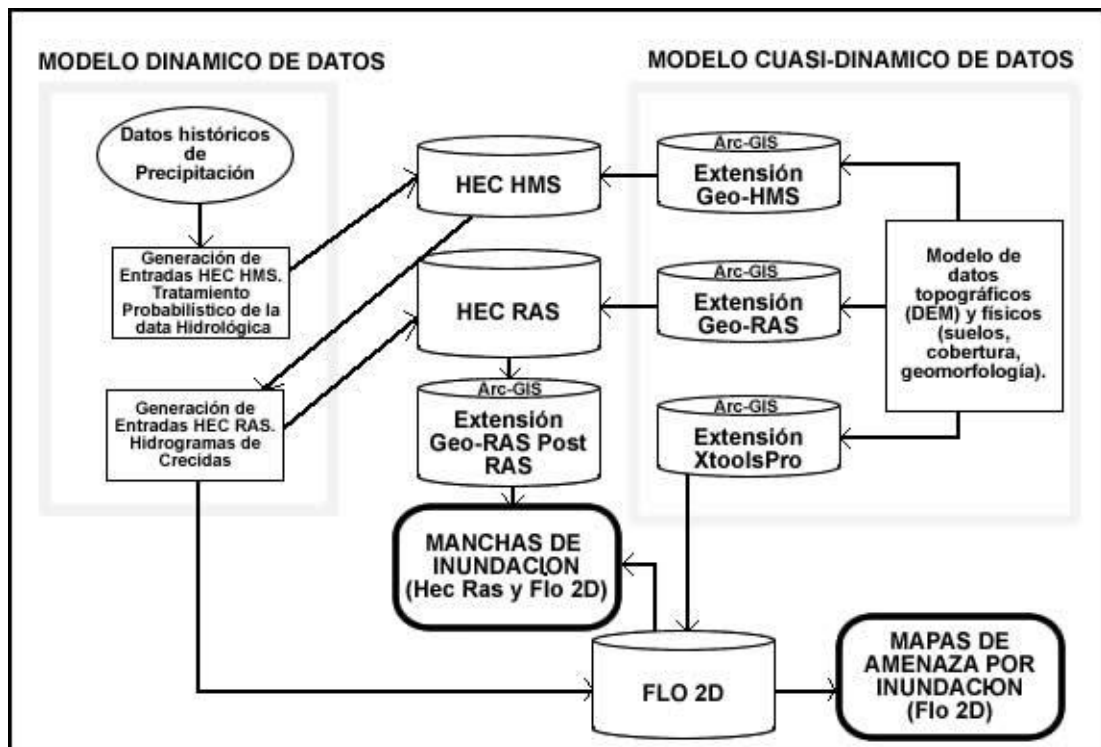 MODELO DINAMICO DE DATOS
MODELO CUASI-DINAMICO DE DATOS
Datos históricos
de
Precipitación
Generación de
Entradas HEC HMS.
Tratamiento
Probabilístico de la
data Hidrológica
Generación de
Entradas HEC RAS.
Hidrogramas de
Crecidas
HEC HMS
HEC RAS
Arc-GIS
Extensión
Geo-RAS Post
RAS
MANCHAS DE
INUNDACION
(Hec Ras y Flo 2D)
Arc-GIS
Extensión
Geo-HMS
Arc-GIS
Extensión
Geo-RAS
Arc-GIS
Extensión
XtoolsPro
Modelo de
datos
topográficos
(DEM) y físicos
(suelos,
cobertura,
geomorfología).
FLO 2D
MAPAS DE
AMENAZA POR
INUNDACION
(Flo 2D)